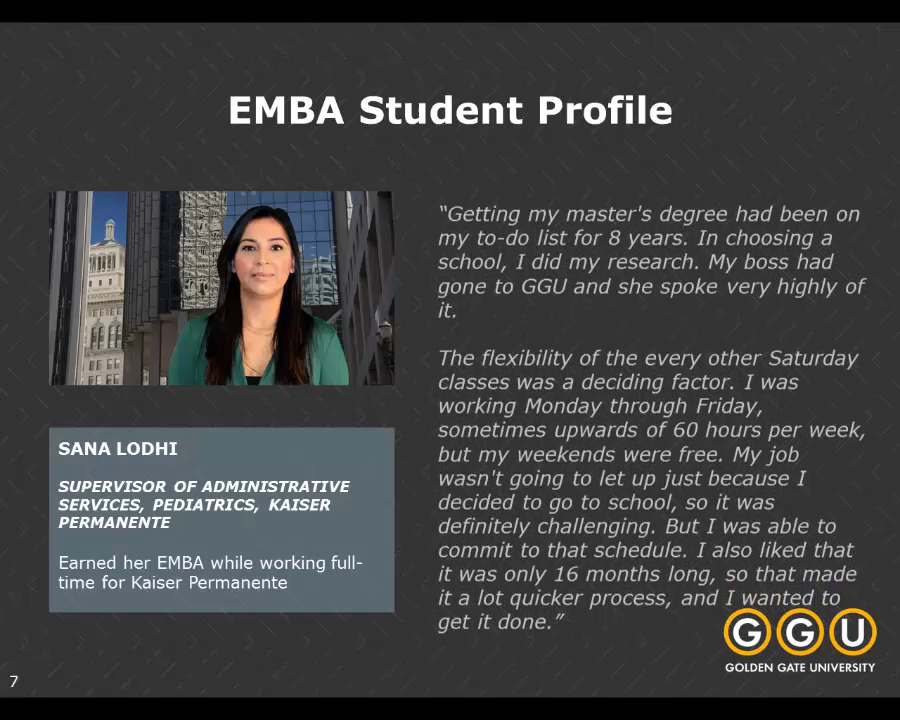 EMBA Student Profile
“Getting my master's degree had been on
my to-do list for 8 years. In choosing a
school, I did my research. My boss had
gone to GGU and she spoke very highly of
it.
The flexibility of the every other Saturday
classes was a deciding factor. I was
working Monday through Friday,
sometimes upwards of 60 hours per week,
but my weekends were free. My job
wasn't going to let up just because I
decided to go to school, so it was
definitely challenging. But I was able to
commit to that schedule. I also liked that
it was only 16 months long, so that made
it a lot quicker process, and I wanted to
get it done.”
SANA LODHI
SUPERVISOR OF ADMINISTRATIVE
SERVICES, PEDIATRICS, KAISER
PERMANENTE
Earned her EMBA while working full-
time for Kaiser Permanente
GGU
GOLDEN GATE UNIVERSITY
7